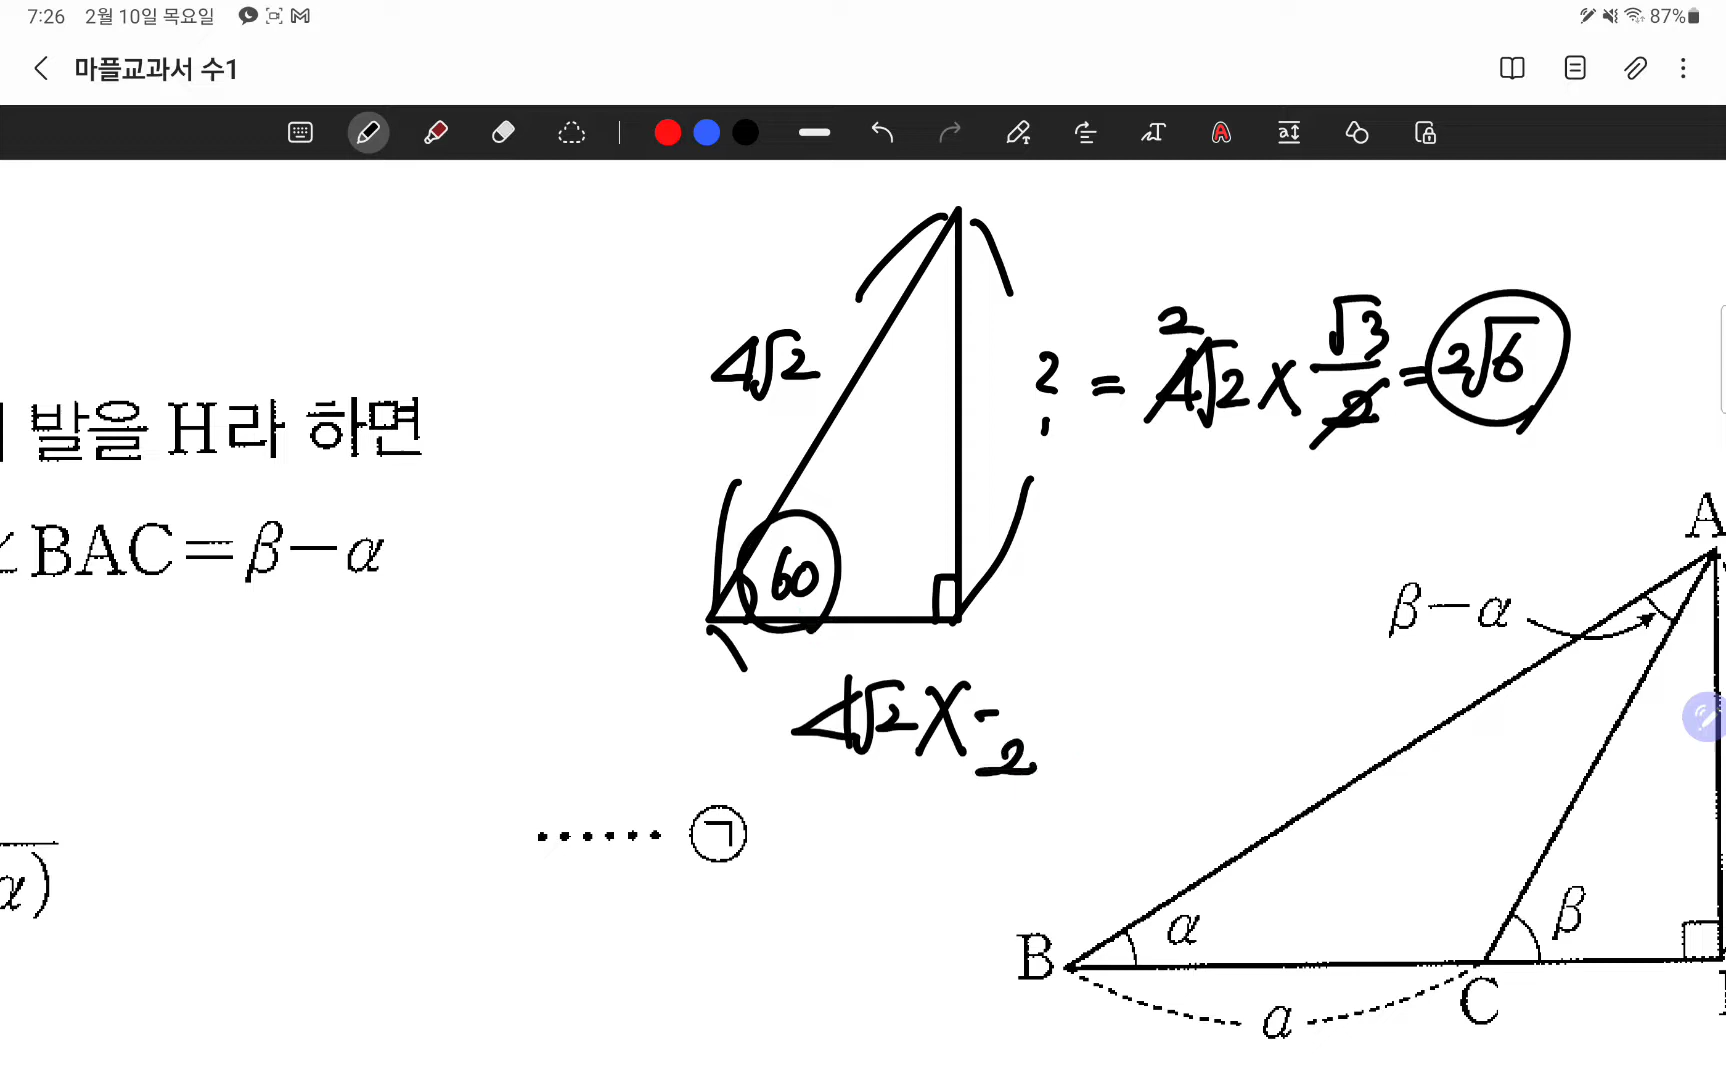 7:26 2월 10일 목요일 87%
마플교과서 수1
4√2
? = 4√2 × √3/2 = 2√6
2
발을 H라 하면
∠BAC=β−α
60
A
β−α
4√2 × -/2
······ ㉠
α)
B α β
C
a